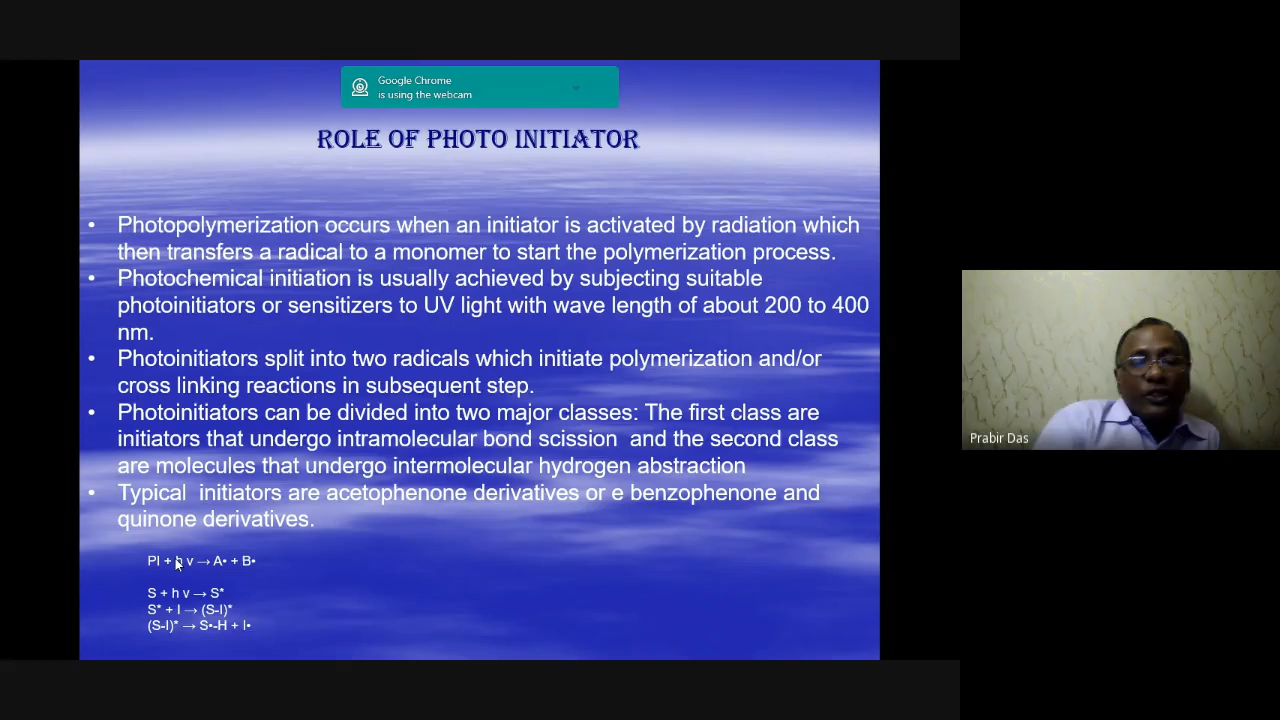 Google Chrome
is using the webcam
ROLE OF PHOTO INITIATOR
• Photopolymerization occurs when an initiator is activated by radiation which
then transfers a radical to a monomer to start the polymerization process.
• Photochemical initiation is usually achieved by subjecting suitable
photoinitiators or sensitizers to UV light with wave length of about 200 to 400
nm.
• Photoinitiators split into two radicals which initiate polymerization and/or
cross linking reactions in subsequent step.
• Photoinitiators can be divided into two major classes: The first class are
initiators that undergo intramolecular bond scission and the second class
are molecules that undergo intermolecular hydrogen abstraction
• Typical initiators are acetophenone derivatives or e benzophenone and
quinone derivatives.
PI + h v → A• + B•
S + h v → S*
S* + I → (S-I)*
(S-I)* → S•-H + I•
Prabir Das